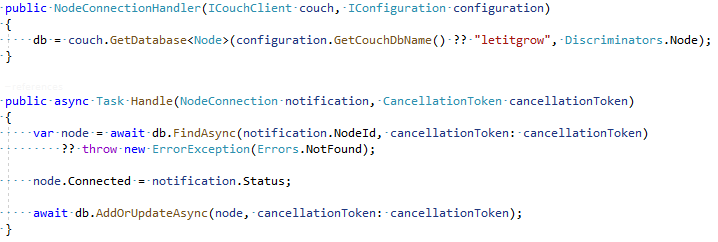 public NodeConnectionHandler(ICouchClient couch, IConfiguration configuration)
{
    db = couch.GetDatabase<Node>(configuration.GetCouchDbName() ?? "letitgrow", Discriminators.Node);
}
public async Task Handle(NodeConnection notification, CancellationToken cancellationToken)
{
    var node = await db.FindAsync(notification.NodeId, cancellationToken: cancellationToken)
        ?? throw new ErrorException(Errors.NotFound);
    node.Connected = notification.Status;
    await db.AddOrUpdateAsync(node, cancellationToken: cancellationToken);
}